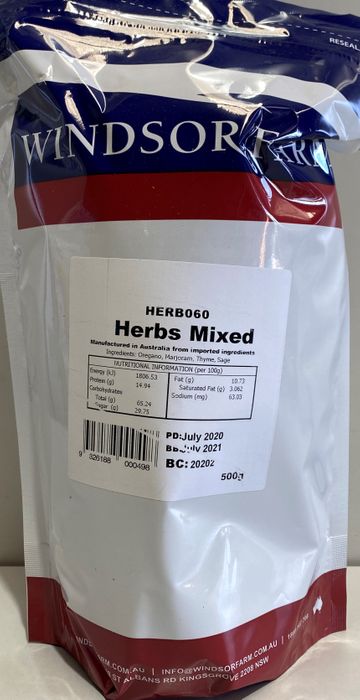 RESEAL
WINDSOR FARM
HERB060
Herbs Mixed
Manufactured in Australia from imported ingredients
Ingredients: Oregano, Marjoram, Thyme, Sage
NUTRITIONAL INFORMATION (per 100g)
Energy (kJ) 1806.53
Protein (g) 14.94
Carbohydrates
Total (g) 65.24
Sugar (g) 29.75
Fat (g) 10.73
Saturated Fat (g) 3.062
Sodium (mg) 63.03
PD:July 2020
BB:July 2021
BC: 20202
9 326188 000498
500g
WINDSORFARM.COM.AU | INFO@WINDSORFARM.COM.AU |
ST ALBANS RD KINGSGROVE 2208 NSW